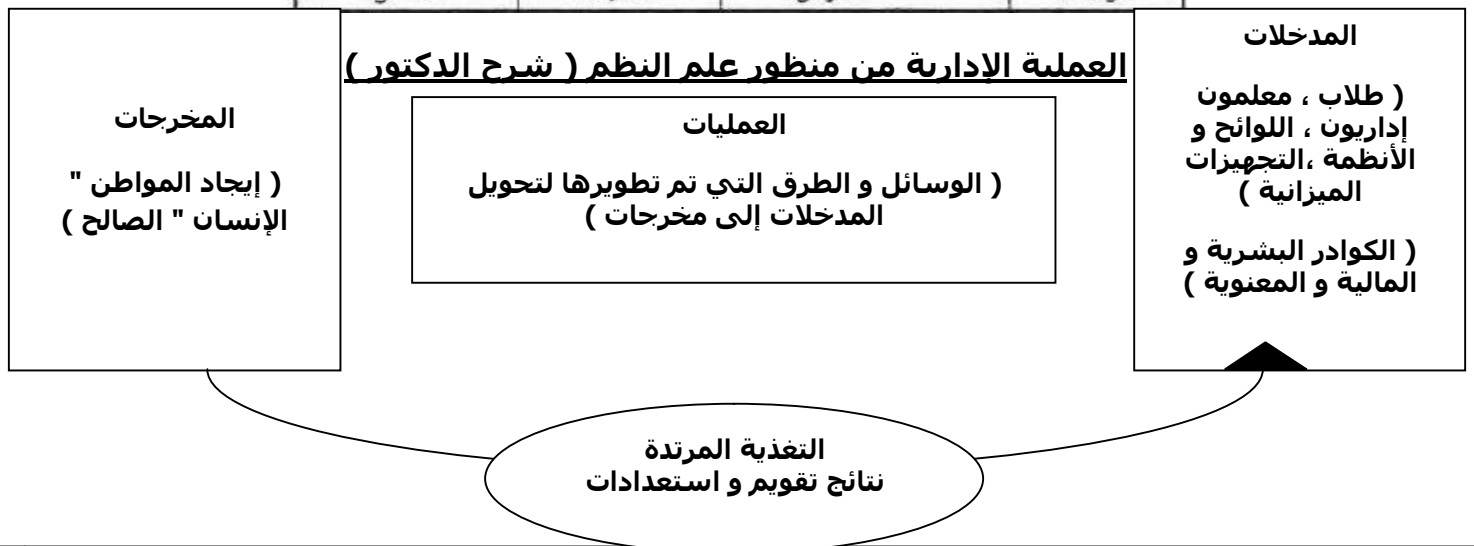 العملية الإدارية من منظور علم النظم ( شرح الدكتور )
المدخلات
( طلاب ، معلمون
إداريون ، اللوائح و
الأنظمة ،التجهيزات
الميزانية )
( الكوادر البشرية و
المالية و المعنوية )
العمليات
( الوسائل و الطرق التي تم تطويرها لتحويل
المدخلات إلى مخرجات )
المخرجات
( إيجاد المواطن "
الإنسان " الصالح )
التغذية المرتدة
نتائج تقويم و استعدادات